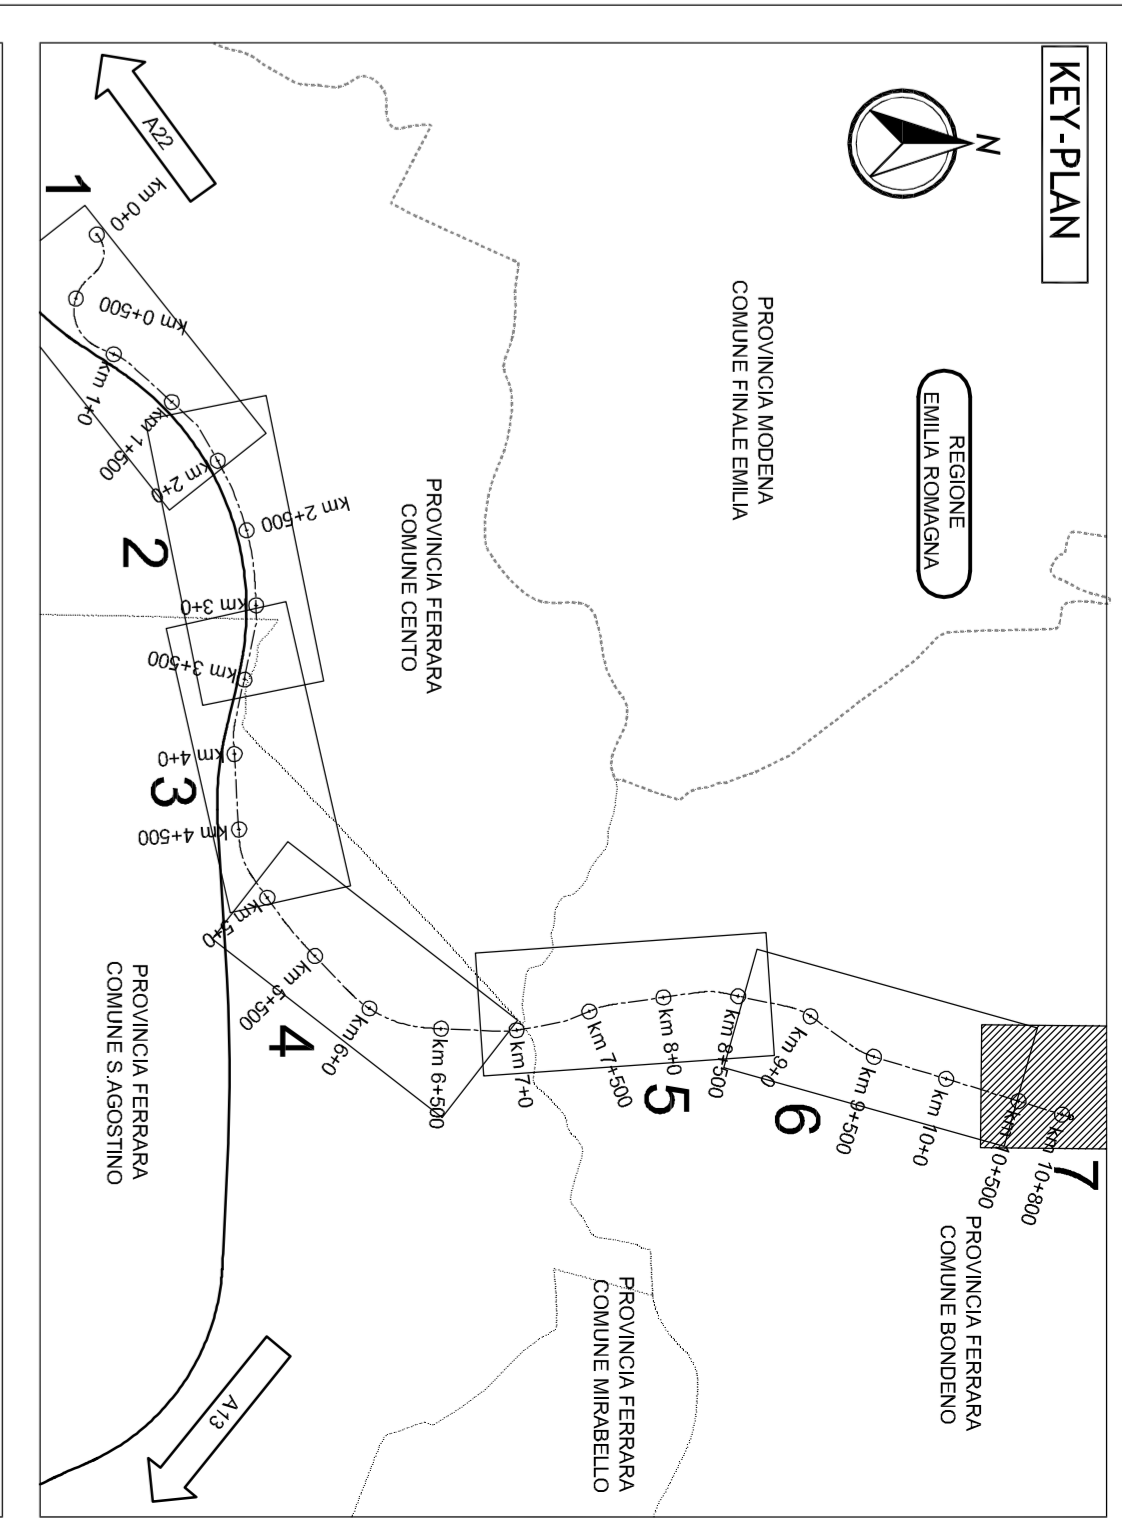 KEY-PLAN
N
REGIONE
EMILIA ROMAGNA
PROVINCIA MODENA
COMUNE FINALE EMILIA
PROVINCIA FERRARA
COMUNE CENTO
A22
1
km 0+0
km 0+500
km 1+0
km 1+500
km 2+0
km 2+500
2
km 3+0
km 3+500
km 4+0
3
km 4+500
km 5+0
km 5+500
4
km 6+0
km 6+500
km 7+0
km 7+500
km 8+0
5
km 8+500
km 9+0
6
km 9+500
km 10+0
km 10+500
km 10+800
7
PROVINCIA FERRARA
COMUNE BONDENO
PROVINCIA FERRARA
COMUNE MIRABELLO
PROVINCIA FERRARA
COMUNE S.AGOSTINO
A13